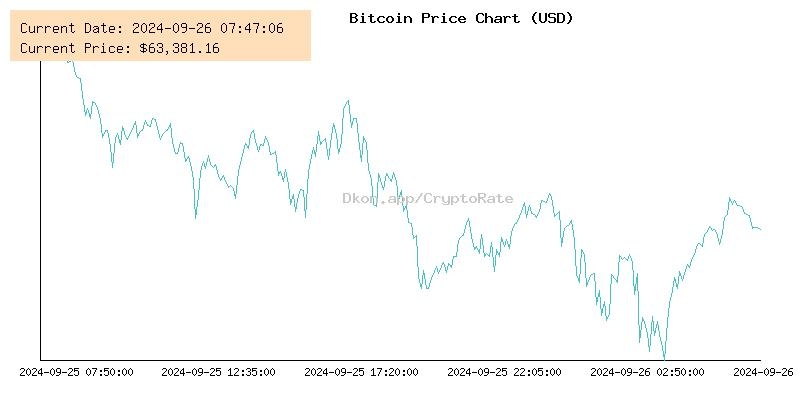 Bitcoin Price Chart (USD)
Current Date: 2024-09-26 07:47:06
Current Price: $63,381.16
Dkon.app/CryptoRate
2024-09-25 07:50:00
2024-09-25 12:35:00
2024-09-25 17:20:00
2024-09-25 22:05:00
2024-09-26 02:50:00
2024-09-26